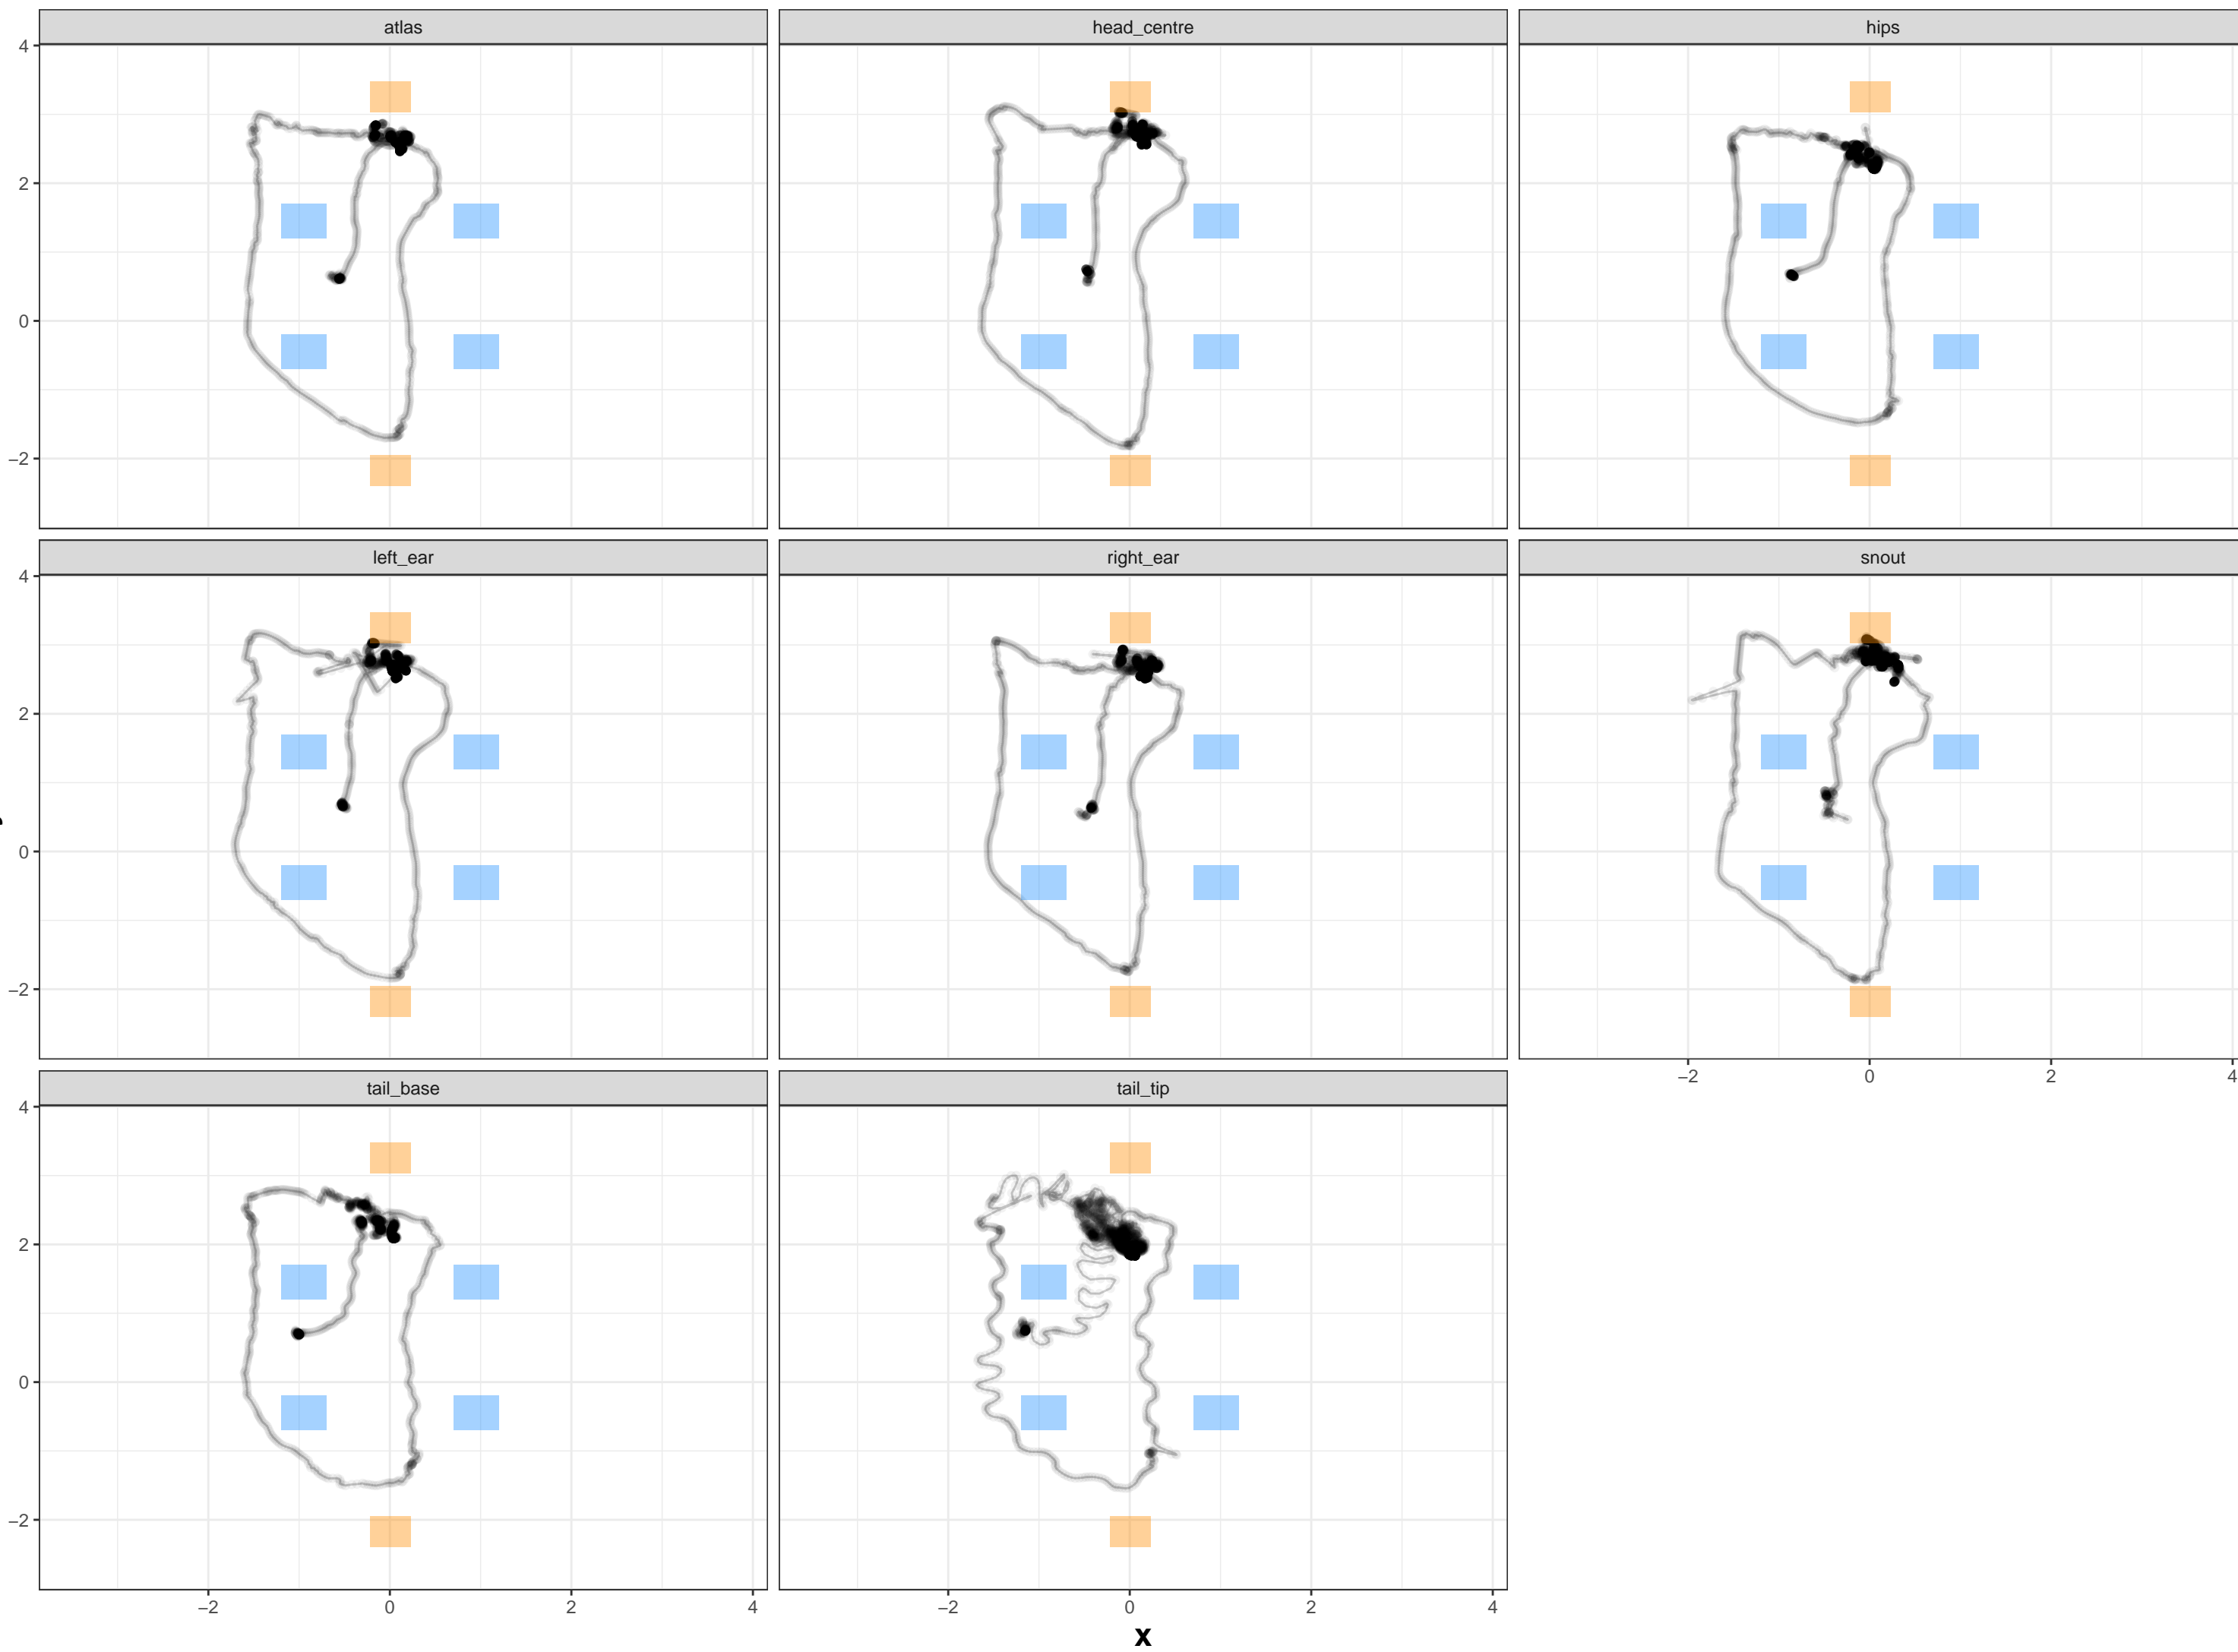 atlas head_centre hips
4
2
0
−2
left_ear right_ear snout
4
2
0
−2
−2 0 2 4
tail_base tail_tip
4
2
0
−2
−2 0 2 4 −2 0 2 4
x